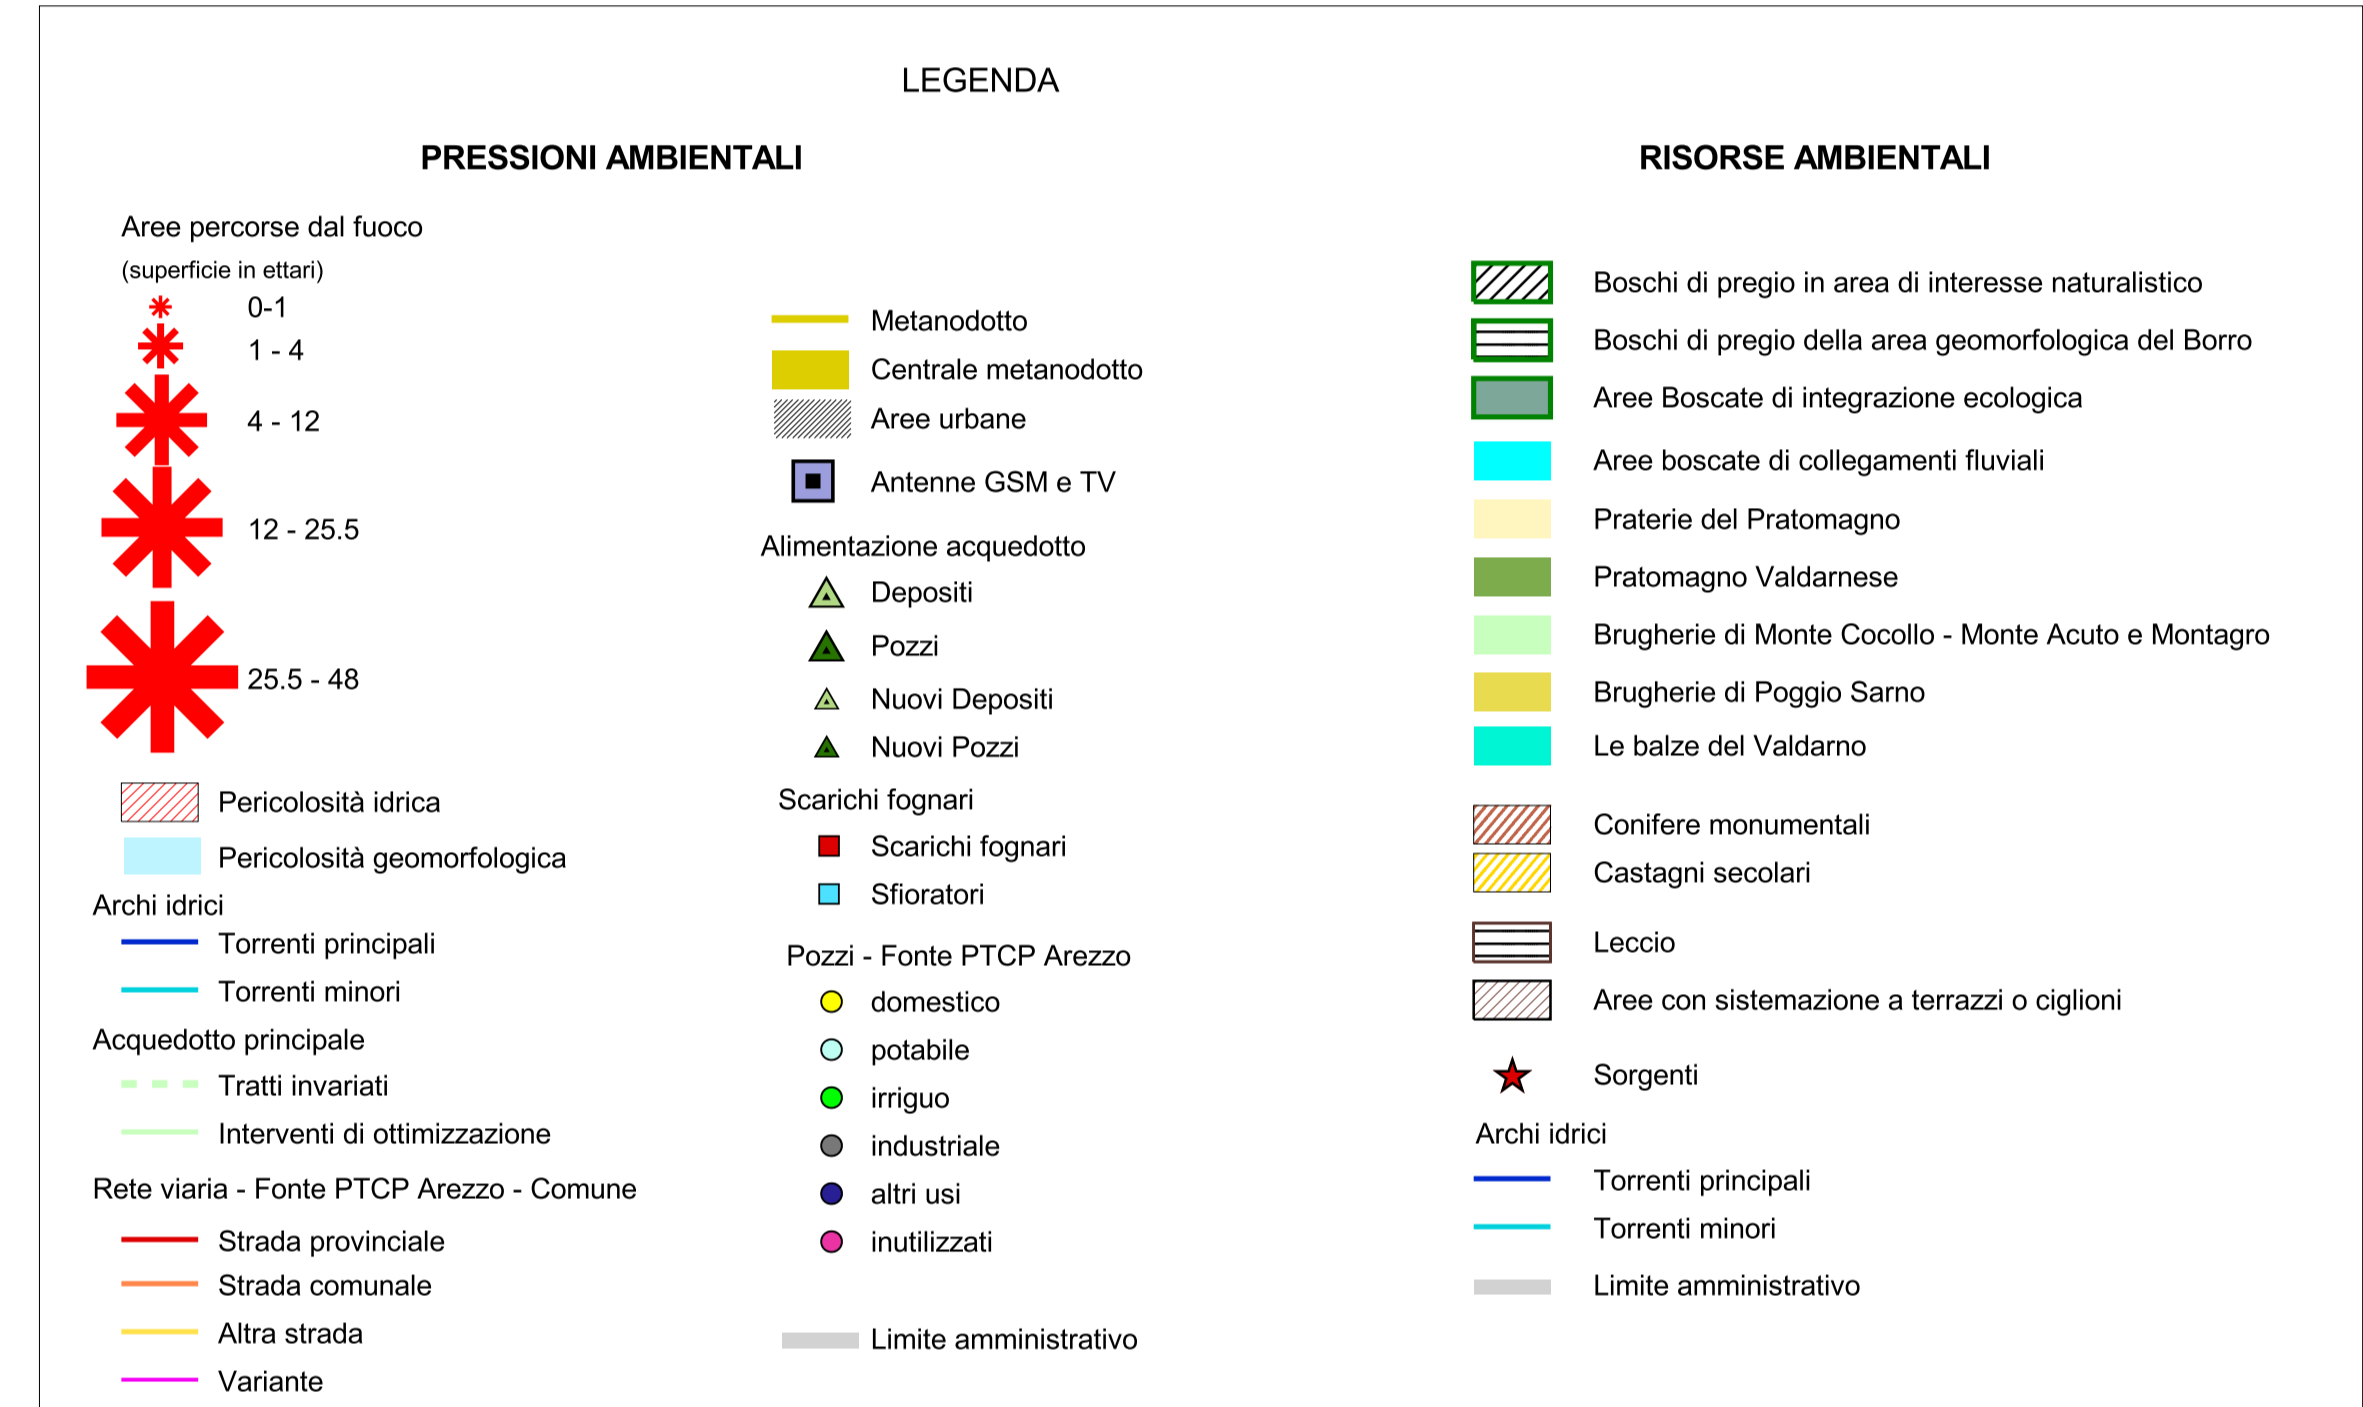 LEGENDA
PRESSIONI AMBIENTALI
Aree percorse dal fuoco
(superficie in ettari)
0-1
1 - 4
4 - 12
12 - 25.5
25.5 - 48
Pericolosità idrica
Pericolosità geomorfologica
Archi idrici
Torrenti principali
Torrenti minori
Acquedotto principale
Tratti invariati
Interventi di ottimizzazione
Rete viaria - Fonte PTCP Arezzo - Comune
Strada provinciale
Strada comunale
Altra strada
Variante
Metanodotto
Centrale metanodotto
Aree urbane
Antenne GSM e TV
Alimentazione acquedotto
Depositi
Pozzi
Nuovi Depositi
Nuovi Pozzi
Scarichi fognari
Scarichi fognari
Sfioratori
Pozzi - Fonte PTCP Arezzo
domestico
potabile
irriguo
industriale
altri usi
inutilizzati
Limite amministrativo
RISORSE AMBIENTALI
Boschi di pregio in area di interesse naturalistico
Boschi di pregio della area geomorfologica del Borro
Aree Boscate di integrazione ecologica
Aree boscate di collegamenti fluviali
Praterie del Pratomagno
Pratomagno Valdarnese
Brugherie di Monte Cocollo - Monte Acuto e Montagro
Brugherie di Poggio Sarno
Le balze del Valdarno
Conifere monumentali
Castagni secolari
Leccio
Aree con sistemazione a terrazzi o ciglioni
Sorgenti
Archi idrici
Torrenti principali
Torrenti minori
Limite amministrativo